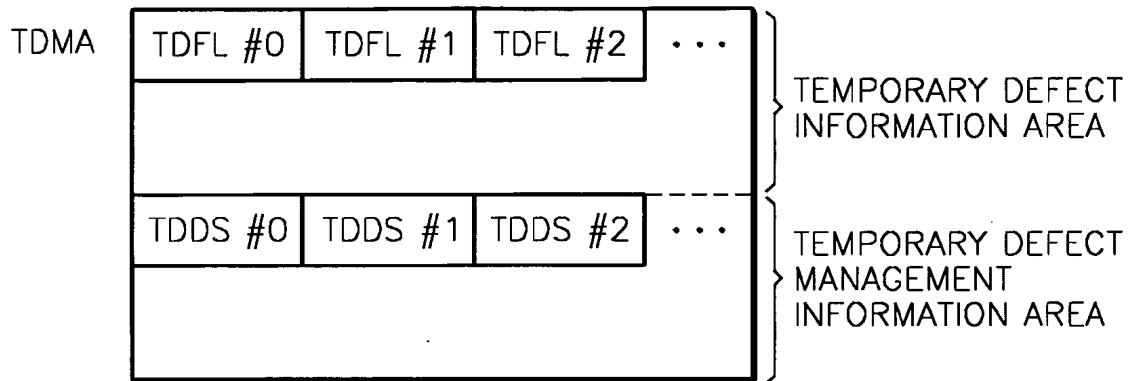 TDMA
TDFL #0 TDFL #1 TDFL #2 ...
TEMPORARY DEFECT
INFORMATION AREA
TDDS #0 TDDS #1 TDDS #2 ...
TEMPORARY DEFECT
MANAGEMENT
INFORMATION AREA